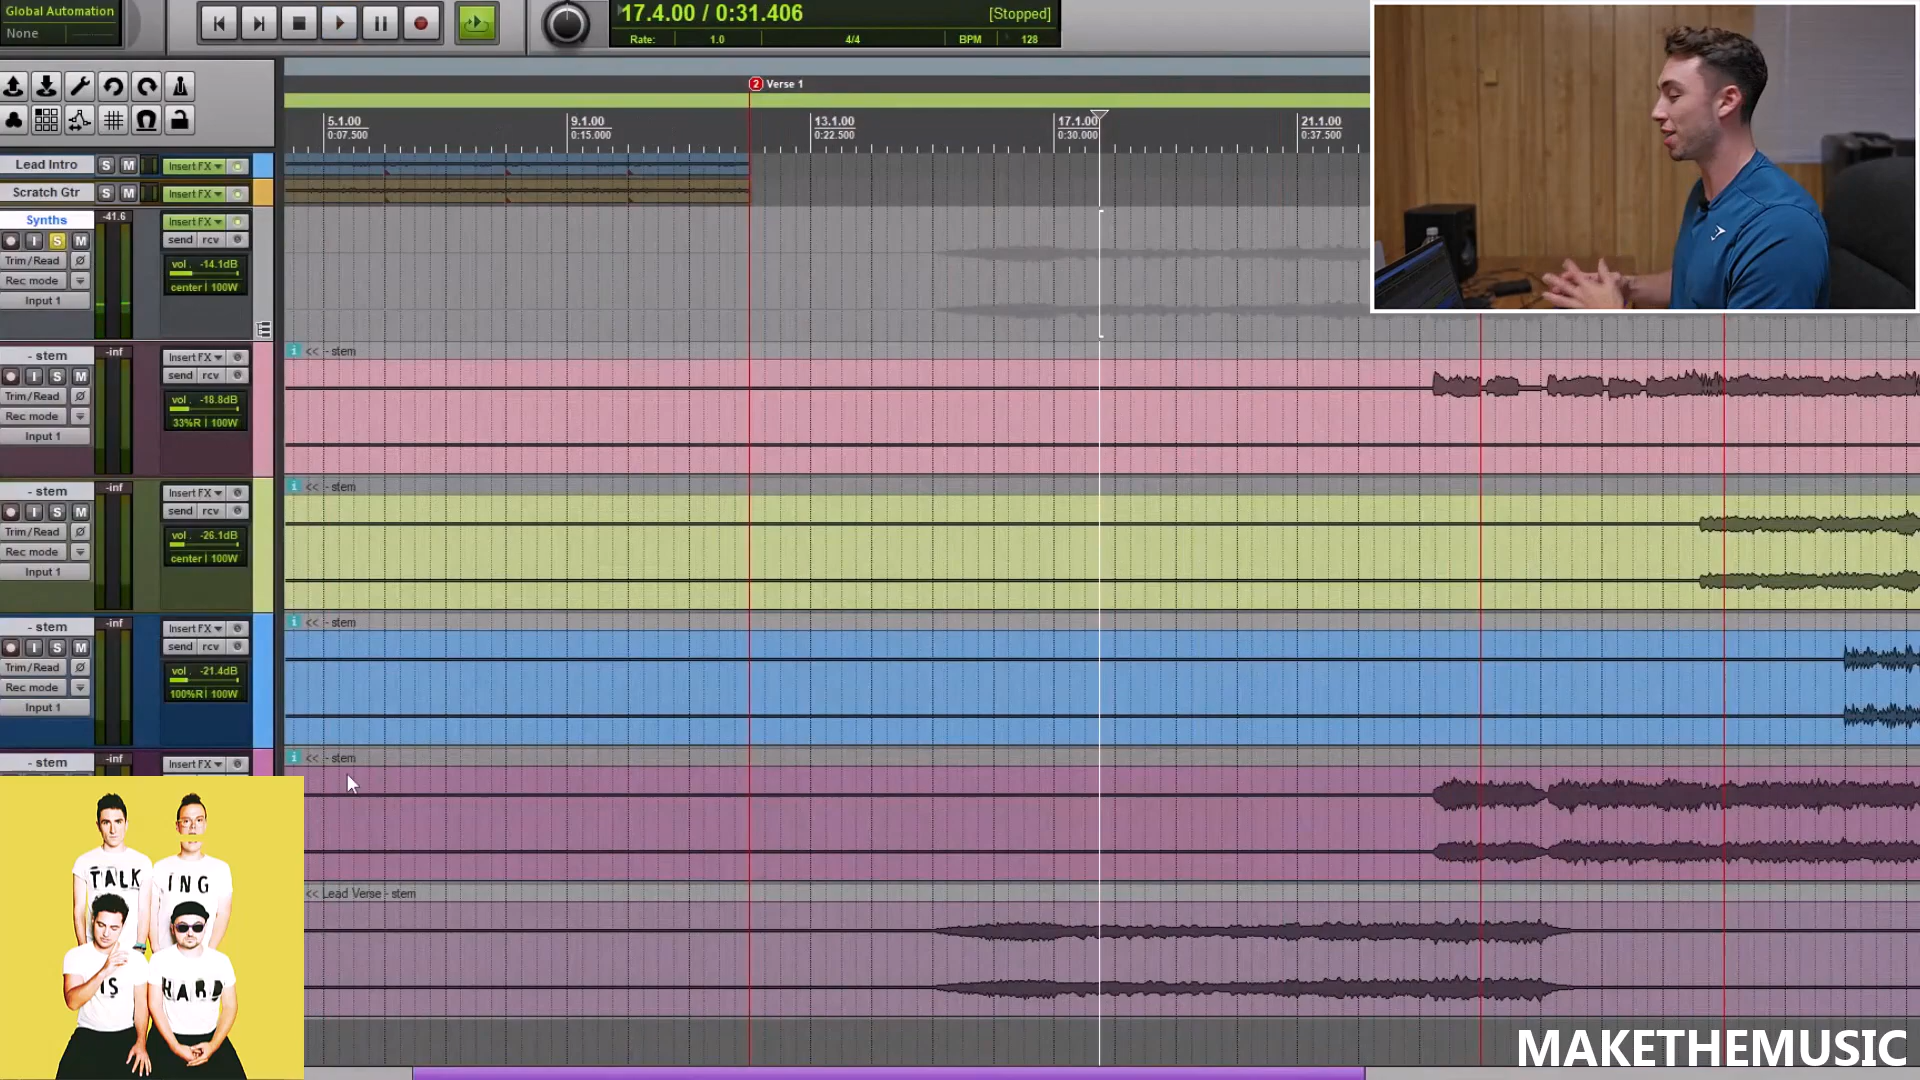 Global Automation
None
17.4.00 / 0:31.406
[Stopped]
Rate: 1.0 4/4 BPM 128
2 Verse 1
5.1.00 9.1.00 13.1.00 17.1.00 21.1.00
0:07.500 0:15.000 0:22.500 0:30.000 0:37.500
Lead Intro S M Insert FX
Scratch Gtr S M Insert FX
Synths -41.6 Insert FX
I S M send rcv
Trim/Read Ø vol. -14.1dB
Rec mode center | 100W
Input 1
- stem -inf Insert FX i << - stem
I S M send rcv
Trim/Read Ø vol. -18.8dB
Rec mode 33%R | 100W
Input 1
- stem -inf Insert FX i << - stem
I S M send rcv
Trim/Read Ø vol. -26.1dB
Rec mode center | 100W
Input 1
- stem -inf Insert FX i << - stem
I S M send rcv
Trim/Read Ø vol. -21.4dB
Rec mode 100%R | 100W
Input 1
- stem -inf Insert FX i << - stem
<< Lead Verse - stem
TALK ING
IS HARD
MAKETHEMUSIC